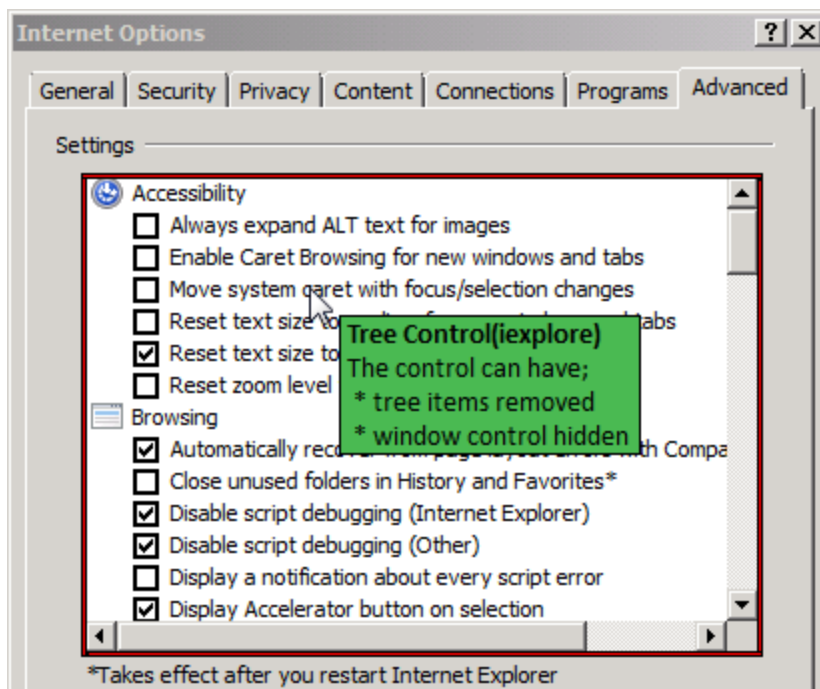 Internet Options
General Security Privacy Content Connections Programs Advanced
Settings
Accessibility
Always expand ALT text for images
Enable Caret Browsing for new windows and tabs
Move system caret with focus/selection changes
Reset text size to tabs
Tree Control(iexplore)
Reset text size to
The control can have;
Reset zoom level
* tree items removed
Browsing
* window control hidden
Automatically with Compa
Close unused folders in History and Favorites*
Disable script debugging (Internet Explorer)
Disable script debugging (Other)
Display a notification about every script error
Display Accelerator button on selection
*Takes effect after you restart Internet Explorer